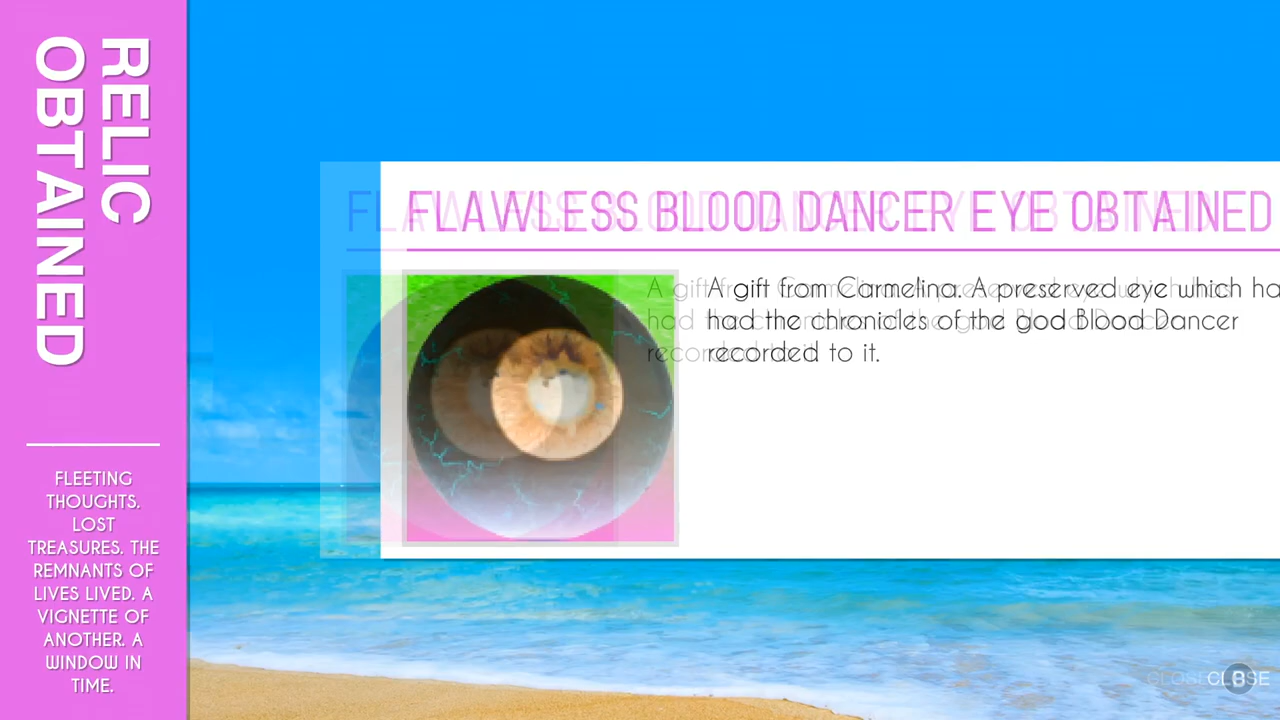 RELIC
OBTAINED
FLEETING
THOUGHTS.
LOST
TREASURES. THE
REMNANTS OF
LIVES LIVED. A
VIGNETTE OF
ANOTHER. A
WINDOW IN
TIME.
FLAWLESS BLOOD DANCER EYE OBTAINED
A gift from Carmelina. A preserved eye which ha
had the chronicles of the god Blood Dancer
recorded to it.
CLOSE B